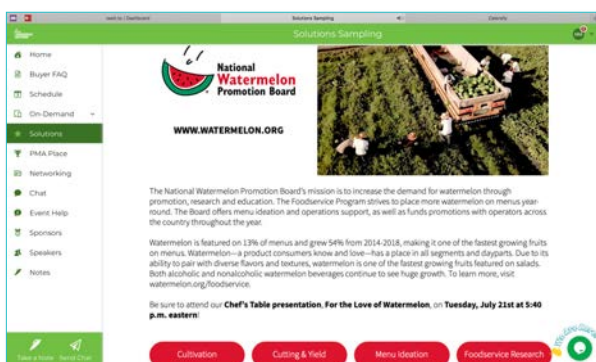 Solutions Sampling
Solutions Sampling
Home
Buyer FAQ
Schedule
On-Demand
Solutions
PMA Place
Networking
Chat
Event Help
Sponsors
Speakers
Notes
Take a Note Send Chat
National
Watermelon
Promotion Board
WWW.WATERMELON.ORG
The National Watermelon Promotion Board's mission is to increase the demand for watermelon through
promotion, research and education. The Foodservice Program strives to place more watermelon on menus year-
round. The Board offers menu ideation and operations support, as well as funds promotions with operators across
the country throughout the year.
Watermelon is featured on 13% of menus and grew 54% from 2014-2018, making it one of the fastest growing fruits
on menus. Watermelon—a product consumers know and love—has a place in all segments and dayparts. Due to its
ability to pair with diverse flavors and textures, watermelon is one of the fastest growing fruits featured on salads.
Both alcoholic and nonalcoholic watermelon beverages continue to see huge growth. To learn more, visit
watermelon.org/foodservice.
Be sure to attend our Chef's Table presentation, For the Love of Watermelon, on Tuesday, July 21st at 5:40
p.m. eastern!
Cultivation
Cutting & Yield
Menu Ideation
Foodservice Research
We Are Here!